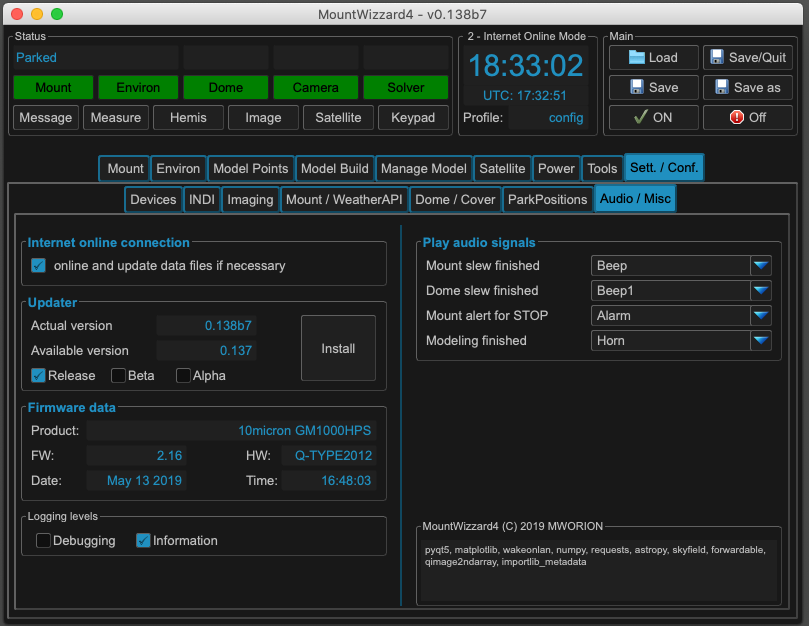 MountWizzard4 - v0.138b7
Status
Parked
Mount Environ Dome Camera Solver
Message Measure Hemis Image Satellite Keypad
2 - Internet Online Mode
18:33:02
UTC: 17:32:51
Profile: config
Main
Load Save/Quit
Save Save as
ON Off
Mount Environ Model Points Model Build Manage Model Satellite Power Tools Sett. / Conf.
Devices INDI Imaging Mount / WeatherAPI Dome / Cover ParkPositions Audio / Misc
Internet online connection
online and update data files if necessary
Updater
Actual version 0.138b7
Available version 0.137
Install
Release Beta Alpha
Firmware data
Product: 10micron GM1000HPS
FW: 2.16 HW: Q-TYPE2012
Date: May 13 2019 Time: 16:48:03
Logging levels
Debugging Information
Play audio signals
Mount slew finished Beep
Dome slew finished Beep1
Mount alert for STOP Alarm
Modeling finished Horn
MountWizzard4 (C) 2019 MWORION
pyqt5, matplotlib, wakeonlan, numpy, requests, astropy, skyfield, forwardable,
qimage2ndarray, importlib_metadata